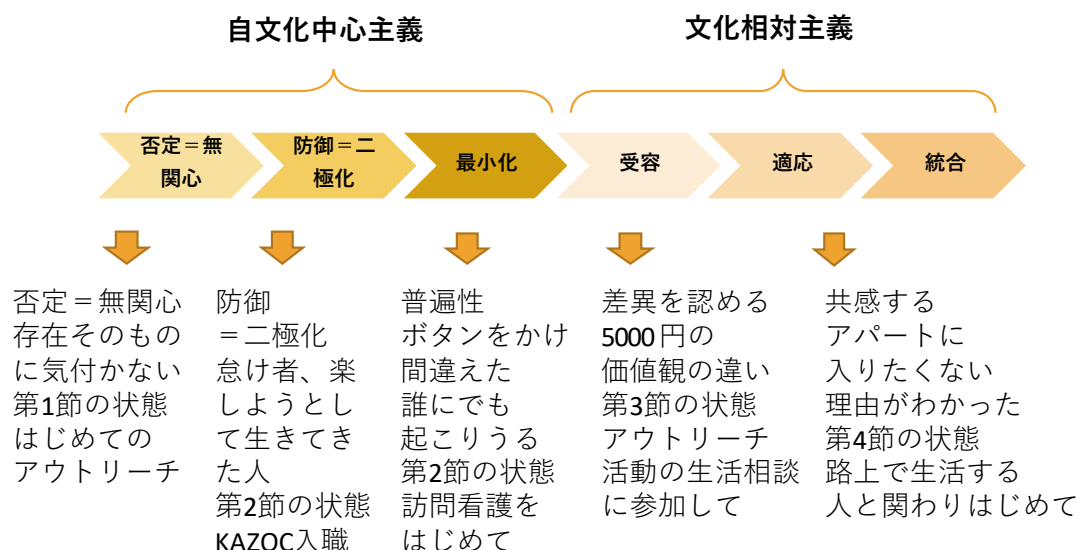 自文化中心主義
文化相対主義
否定＝無
関心
防御＝二
極化
最小化
受容
適応
統合
否定＝無関心
存在そのもの
に気付かない
第1節の状態
はじめての
アウトリーチ
防御
＝二極化
怠け者、楽
しようとし
て生きてき
た人
第2節の状態
KAZOC入職
普遍性
ボタンをかけ
間違えた
誰にでも
起こりうる
第2節の状態
訪問看護を
はじめて
差異を認める
5000円の
価値観の違い
第3節の状態
アウトリーチ
活動の生活相談
に参加して
共感する
アパートに
入りたくない
理由がわかった
第4節の状態
路上で生活する
人と関わりはじめて